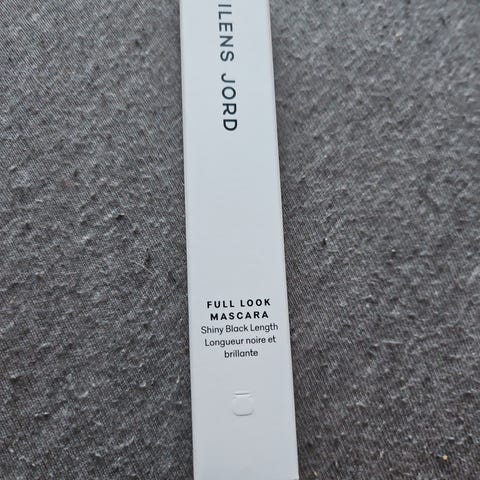 ILENS JORD
FULL LOOK
MASCARA
Shiny Black Length
Longueur noire et
brillante